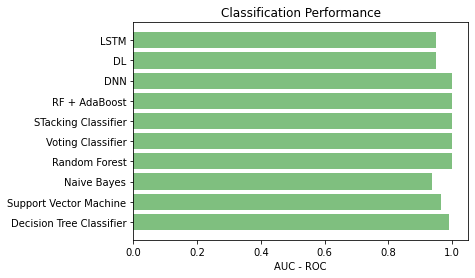 Classification Performance
LSTM
DL
DNN
RF + AdaBoost
STacking Classifier
Voting Classifier
Random Forest
Naive Bayes
Support Vector Machine
Decision Tree Classifier
0.0 0.2 0.4 0.6 0.8 1.0
AUC - ROC